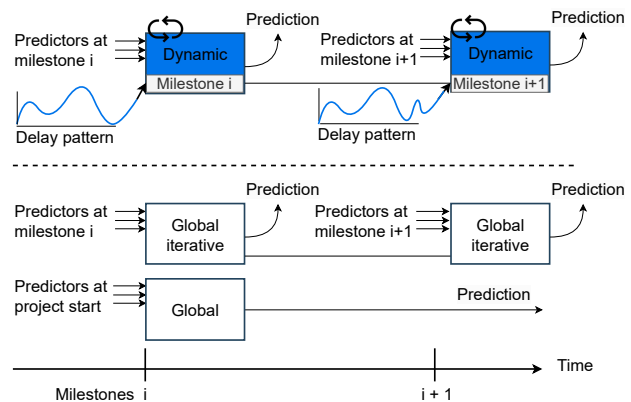 Prediction
Prediction
Predictors at
milestone i
Dynamic
Milestone i
Predictors at
milestone i+1
Dynamic
Milestone i+1
Delay pattern
Delay pattern
Prediction
Prediction
Predictors at
milestone i
Global
iterative
Predictors at
milestone i+1
Global
iterative
Predictors at
project start
Global
Prediction
Time
Milestones i
i + 1